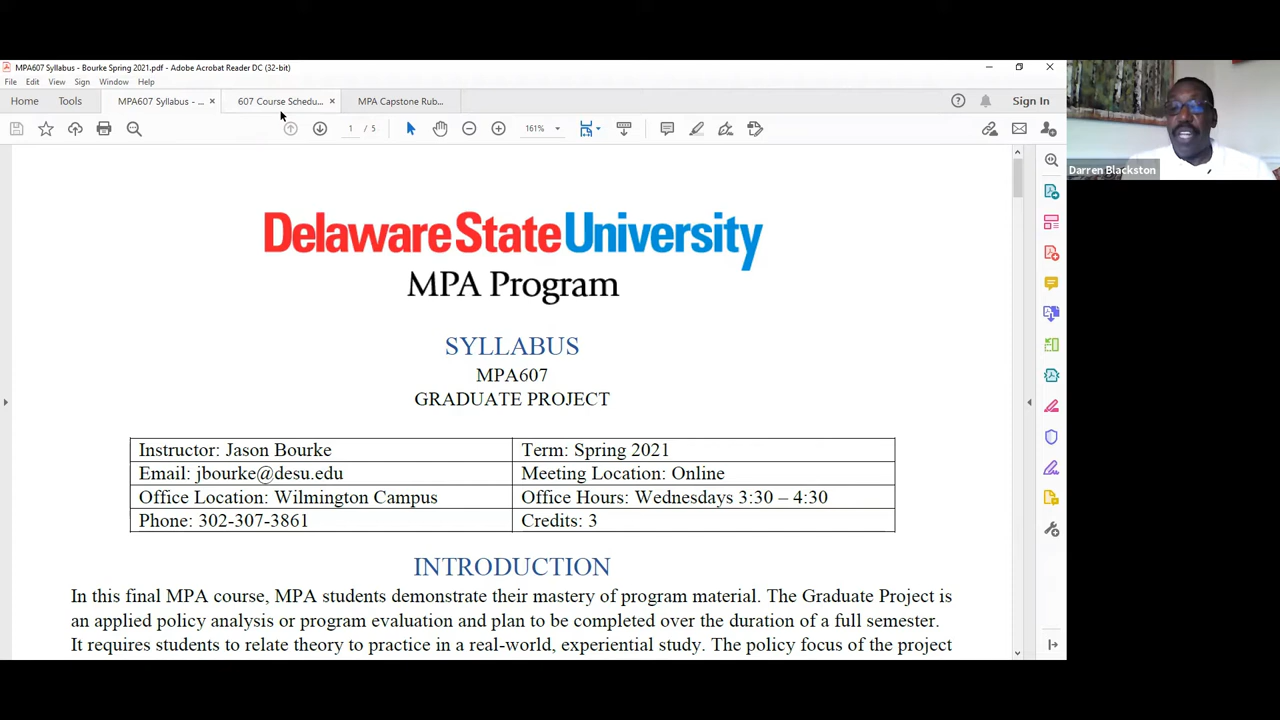 MPA607 Syllabus - Bourke Spring 2021.pdf - Adobe Acrobat Reader DC (32-bit)
File Edit View Sign Window Help
Home Tools MPA607 Syllabus - ... × 607 Course Schedu... × MPA Capstone Rub... Sign In
1 / 5 161%
Darren Blackston
Delaware State University
MPA Program
SYLLABUS
MPA607
GRADUATE PROJECT
Instructor: Jason Bourke Term: Spring 2021
Email: jbourke@desu.edu Meeting Location: Online
Office Location: Wilmington Campus Office Hours: Wednesdays 3:30 – 4:30
Phone: 302-307-3861 Credits: 3
INTRODUCTION
In this final MPA course, MPA students demonstrate their mastery of program material. The Graduate Project is
an applied policy analysis or program evaluation and plan to be completed over the duration of a full semester.
It requires students to relate theory to practice in a real-world, experiential study. The policy focus of the project